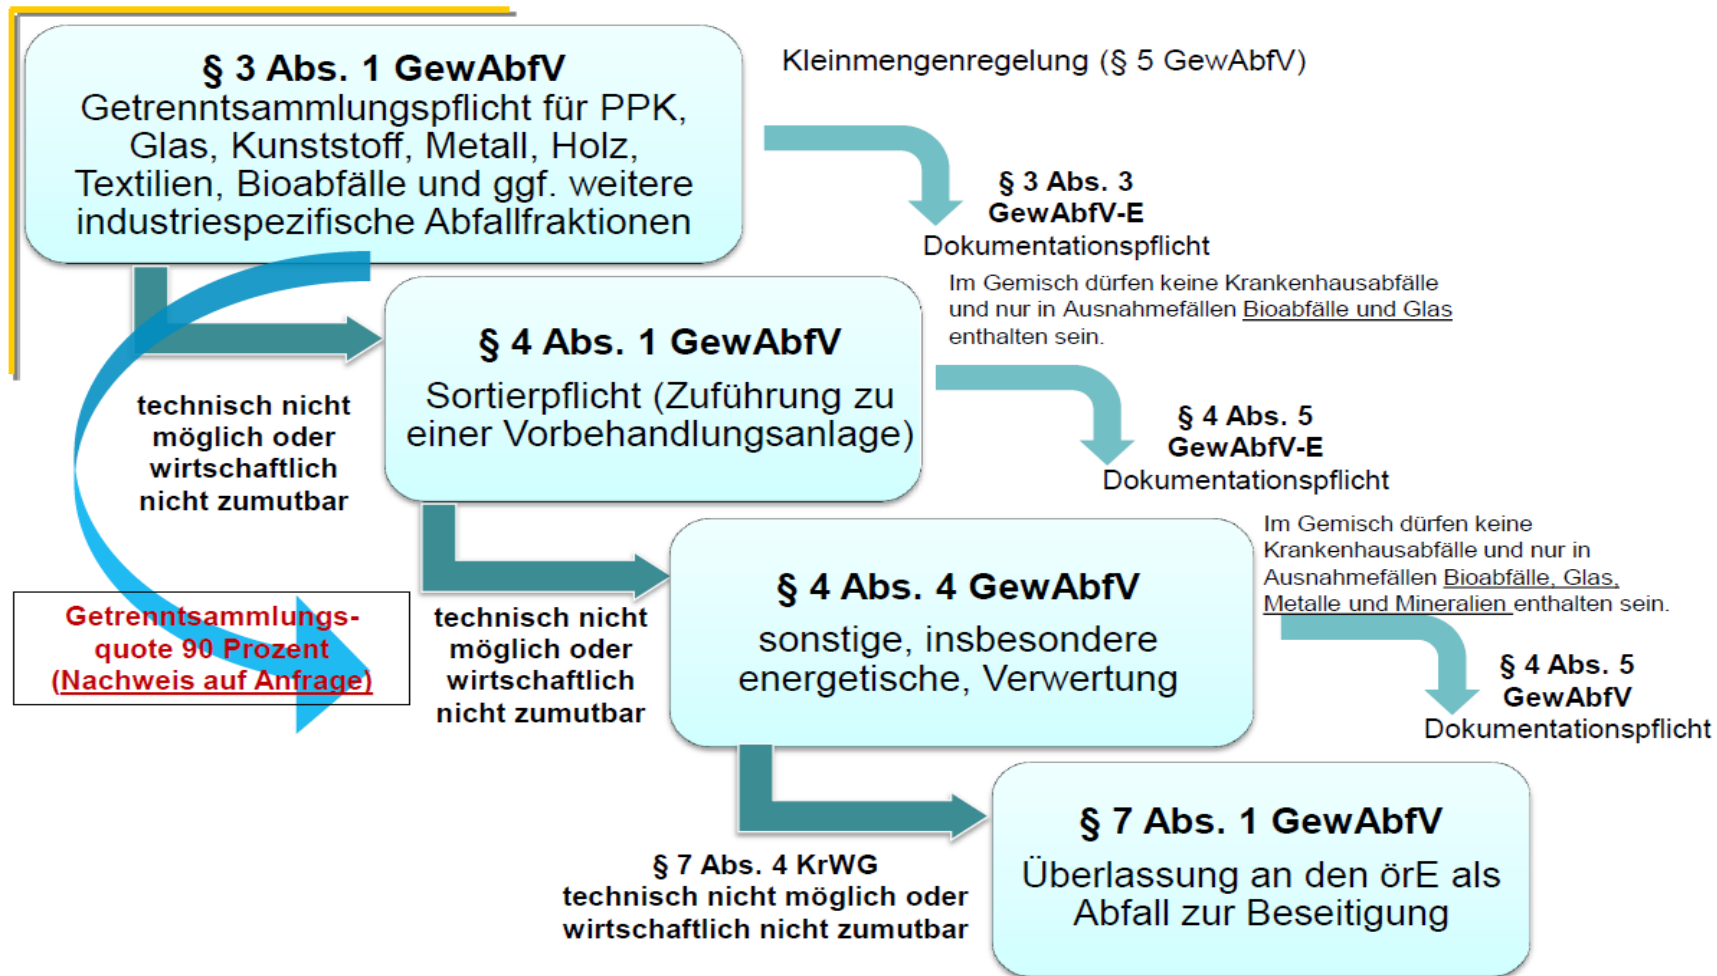 § 3 Abs. 1 GewAbfV
Getrenntsammlungspflicht für PPK,
Glas, Kunststoff, Metall, Holz,
Textilien, Bioabfälle und ggf. weitere
industriespezifische Abfallfraktionen
Kleinmengenregelung (§ 5 GewAbfV)
§ 3 Abs. 3
GewAbfV-E
Dokumentationspflicht
Im Gemisch dürfen keine Krankenhausabfälle
und nur in Ausnahmefällen Bioabfälle und Glas
enthalten sein.
§ 4 Abs. 1 GewAbfV
Sortierpflicht (Zuführung zu
einer Vorbehandlungsanlage)
technisch nicht
möglich oder
wirtschaftlich
nicht zumutbar
§ 4 Abs. 5
GewAbfV-E
Dokumentationspflicht
Im Gemisch dürfen keine
Krankenhausabfälle und nur in
Ausnahmefällen Bioabfälle, Glas,
Metalle und Mineralien enthalten sein.
§ 4 Abs. 4 GewAbfV
sonstige, insbesondere
energetische, Verwertung
Getrenntsammlungs-
quote 90 Prozent
(Nachweis auf Anfrage)
technisch nicht
möglich oder
wirtschaftlich
nicht zumutbar
§ 4 Abs. 5
GewAbfV
Dokumentationspflicht
§ 7 Abs. 1 GewAbfV
Überlassung an den örE als
Abfall zur Beseitigung
§ 7 Abs. 4 KrWG
technisch nicht möglich oder
wirtschaftlich nicht zumutbar